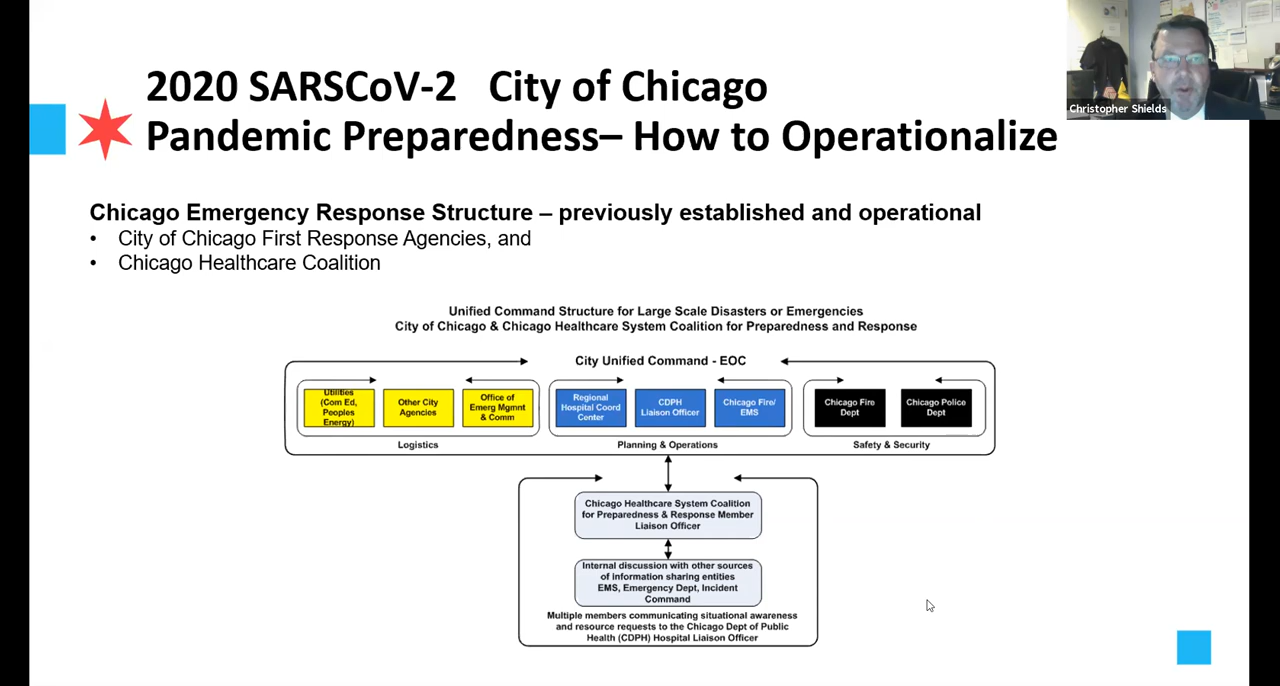 Christopher Shields
2020 SARSCoV-2 City of Chicago
Pandemic Preparedness– How to Operationalize
Chicago Emergency Response Structure – previously established and operational
• City of Chicago First Response Agencies, and
• Chicago Healthcare Coalition
Unified Command Structure for Large Scale Disasters or Emergencies
City of Chicago & Chicago Healthcare System Coalition for Preparedness and Response
City Unified Command - EOC
Utilities
(Com Ed,
Peoples
Energy)
Other City
Agencies
Office of
Emerg Mgmnt
& Comm
Logistics
Regional
Hospital Coord
Center
CDPH
Liaison Officer
Chicago Fire/
EMS
Planning & Operations
Chicago Fire
Dept
Chicago Police
Dept
Safety & Security
Chicago Healthcare System Coalition
for Preparedness & Response Member
Liaison Officer
Internal discussion with other sources
of information sharing entities
EMS, Emergency Dept, Incident
Command
Multiple members communicating situational awareness
and resource requests to the Chicago Dept of Public
Health (CDPH) Hospital Liaison Officer